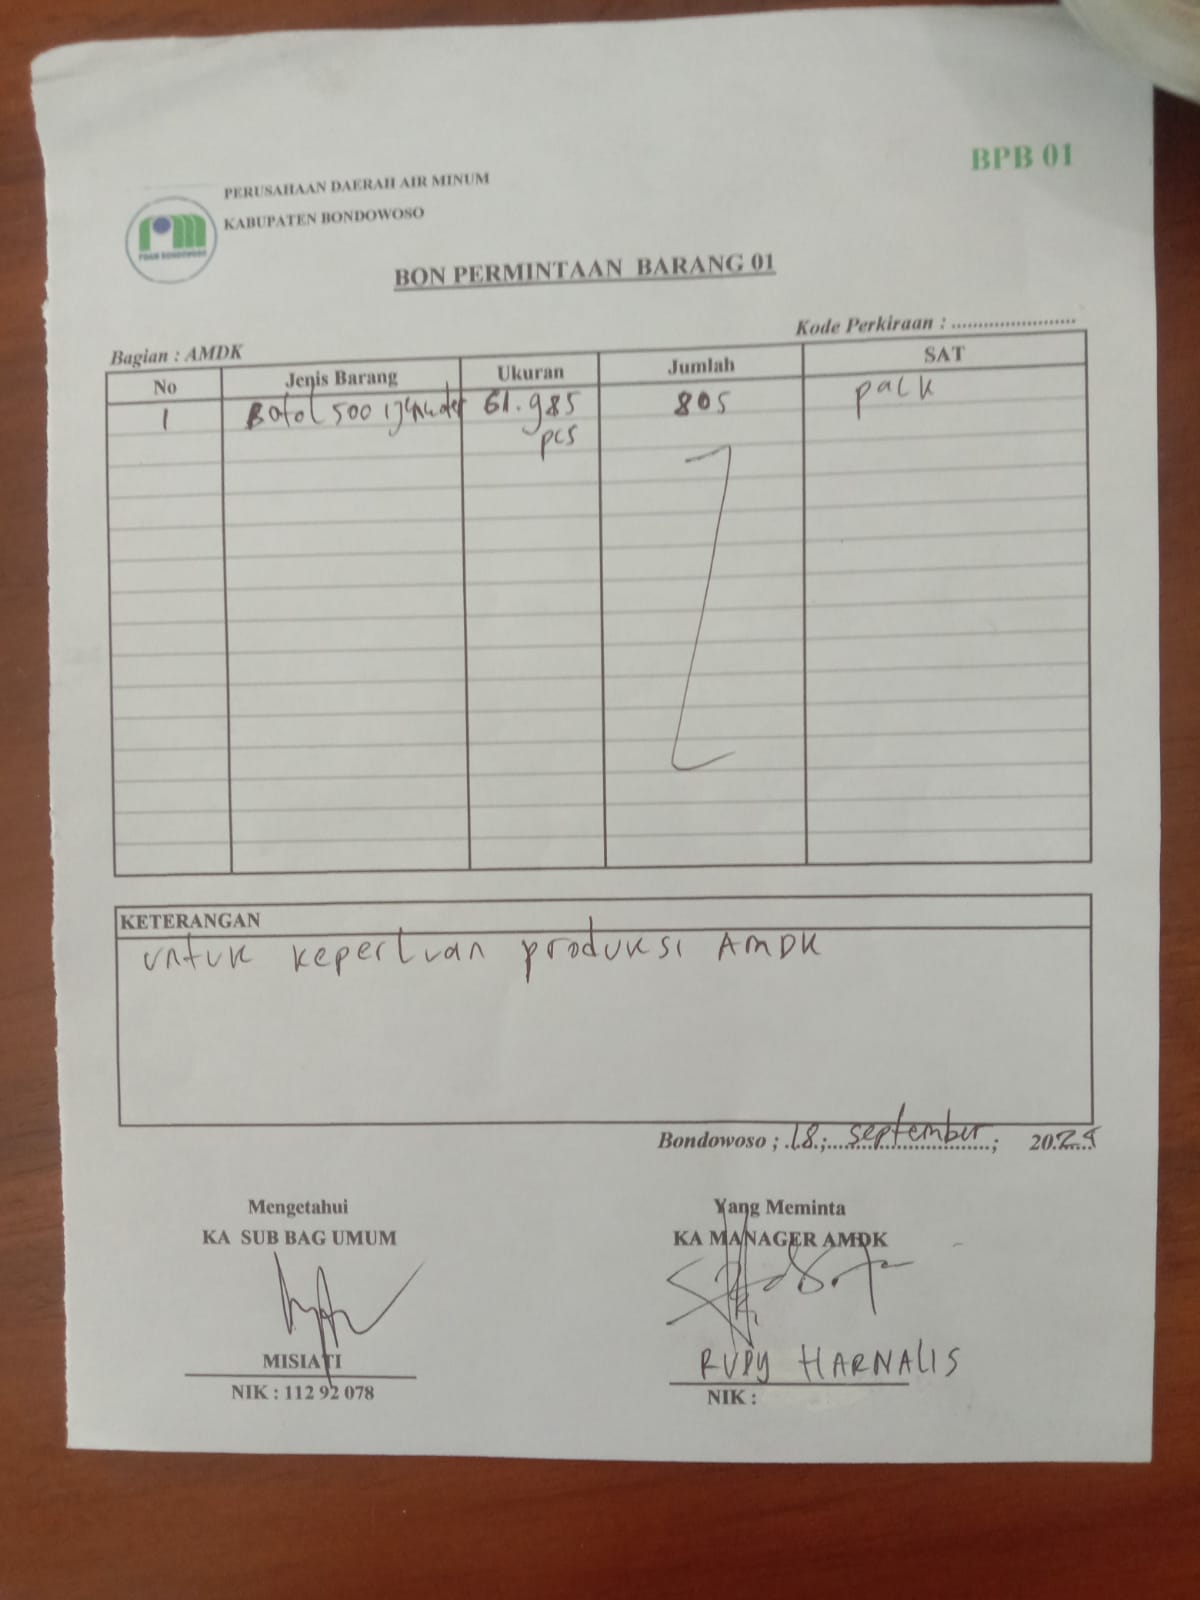 BPB 01
PERUSAHAAN DAERAH AIR MINUM
KABUPATEN BONDOWOSO
PDAM BONDOWOSO
BON PERMINTAAN BARANG 01
Kode Perkiraan : .......................
Bagian : AMDK
No Jenis Barang Ukuran Jumlah SAT
1 Botol 500 61.985 805 pack
pcs
KETERANGAN
untuk keperluan produksi AMDK
Bondowoso ; 18 ; september ; 2024
Mengetahui Yang Meminta
KA SUB BAG UMUM KA MANAGER AMDK
MISIATI RUDY HARNALIS
NIK : 112 92 078 NIK :